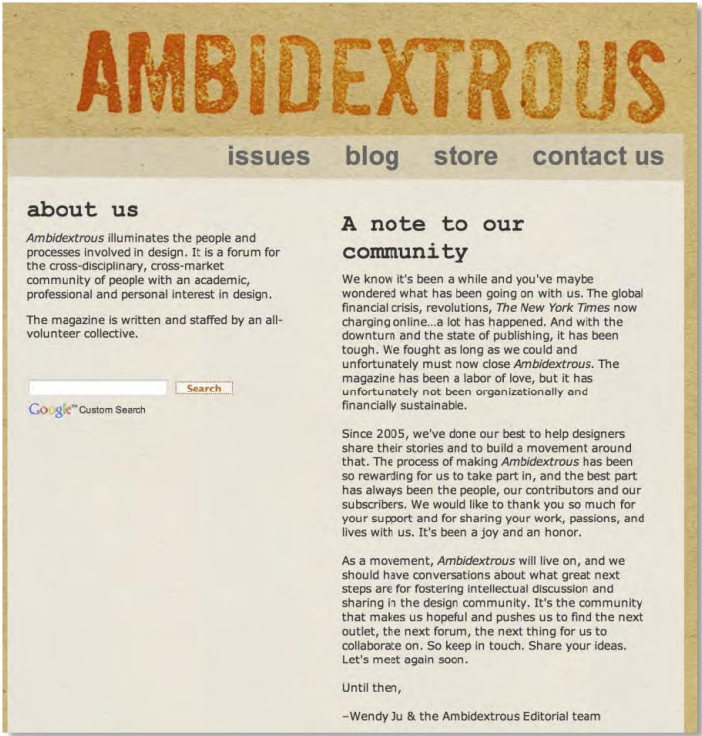 AMBIDEXTROUS
issues blog store contact us
about us
Ambidextrous illuminates the people and
processes involved in design. It is a forum for
the cross-disciplinary, cross-market
community of people with an academic,
professional and personal interest in design.
The magazine is written and staffed by an all-
volunteer collective.
Search
Google™ Custom Search
A note to our
community
We know it's been a while and you've maybe
wondered what has been going on with us. The global
financial crisis, revolutions, The New York Times now
charging online...a lot has happened. And with the
downturn and the state of publishing, it has been
tough. We fought as long as we could and
unfortunately must now close Ambidextrous. The
magazine has been a labor of love, but it has
unfortunately not been organizationally and
financially sustainable.
Since 2005, we've done our best to help designers
share their stories and to build a movement around
that. The process of making Ambidextrous has been
so rewarding for us to take part in, and the best part
has always been the people, our contributors and our
subscribers. We would like to thank you so much for
your support and for sharing your work, passions, and
lives with us. It's been a joy and an honor.
As a movement, Ambidextrous will live on, and we
should have conversations about what great next
steps are for fostering intellectual discussion and
sharing in the design community. It's the community
that makes us hopeful and pushes us to find the next
outlet, the next forum, the next thing for us to
collaborate on. So keep in touch. Share your ideas.
Let's meet again soon.
Until then,
–Wendy Ju & the Ambidextrous Editorial team